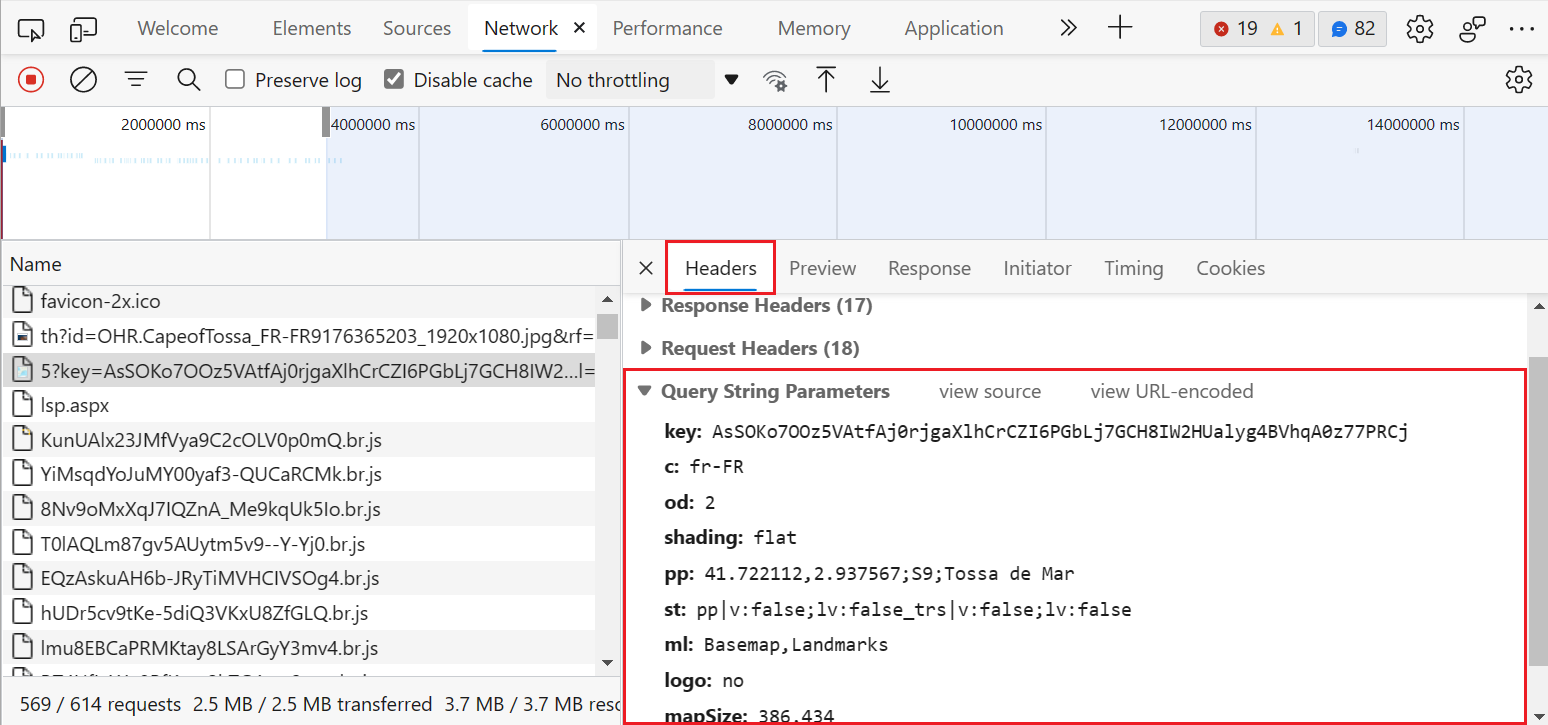 Welcome Elements Sources Network Performance Memory Application 19 1 82
Preserve log Disable cache No throttling
2000000 ms 4000000 ms 6000000 ms 8000000 ms 10000000 ms 12000000 ms 14000000 ms
Name
favicon-2x.ico
th?id=OHR.CapeofTossa_FR-FR9176365203_1920x1080.jpg&rf=
5?key=AsSOKo7OOz5VAtfAj0rjgaXlhCrCZI6PGbLj7GCH8IW2...l=
lsp.aspx
KunUAlx23JMfVya9C2cOLV0p0mQ.br.js
YiMsqdYoJuMY00yaf3-QUCaRCMk.br.js
8Nv9oMxXqJ7IQZnA_Me9kqUk5Io.br.js
T0lAQLm87gv5AUytm5v9--Y-Yj0.br.js
EQzAskuAH6b-JRyTiMVHCIVSOg4.br.js
hUDr5cv9tKe-5diQ3VKxU8ZfGLQ.br.js
lmu8EBCaPRMKtay8LSArGyY3mv4.br.js
569 / 614 requests 2.5 MB / 2.5 MB transferred 3.7 MB / 3.7 MB resc
Headers Preview Response Initiator Timing Cookies
Response Headers (17)
Request Headers (18)
Query String Parameters view source view URL-encoded
key: AsSOKo7OOz5VAtfAj0rjgaXlhCrCZI6PGbLj7GCH8IW2HUalyg4BVhqA0z77PRCj
c: fr-FR
od: 2
shading: flat
pp: 41.722112,2.937567;S9;Tossa de Mar
st: pp|v:false;lv:false_trs|v:false;lv:false
ml: Basemap,Landmarks
logo: no
mapSize: 386,434